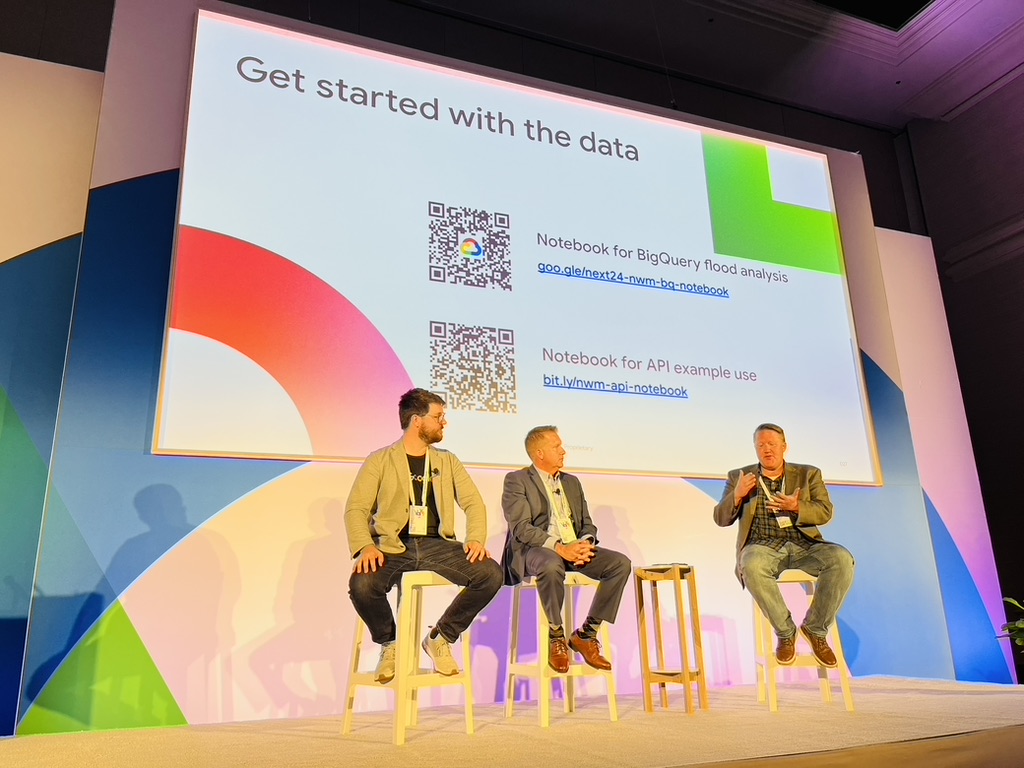 Get started with the data
Notebook for BigQuery flood analysis
goo.gle/next24-nwm-bq-notebook
Notebook for API example use
bit.ly/nwm-api-notebook